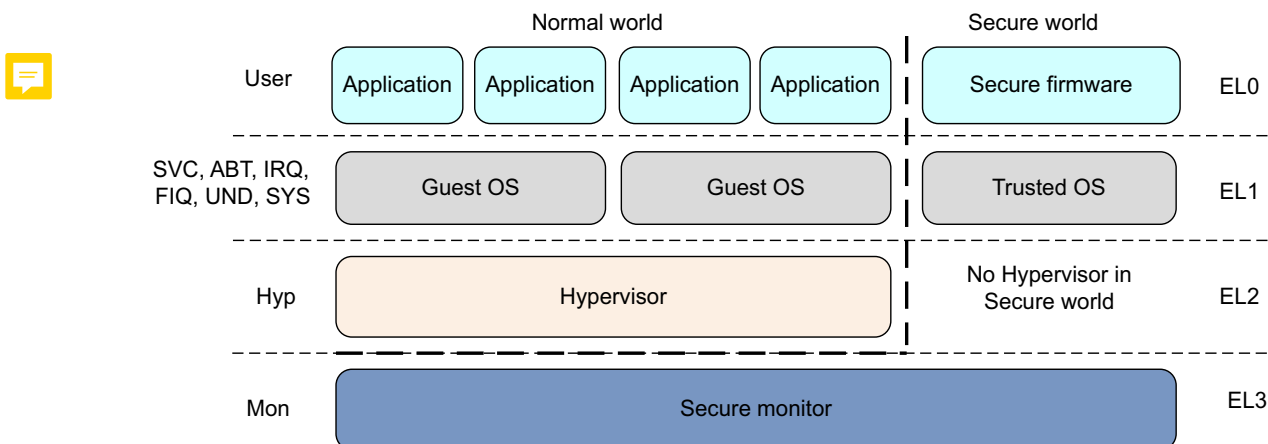 Normal world
Secure world
User
Application
Application
Application
Application
Secure firmware
EL0
SVC, ABT, IRQ,
FIQ, UND, SYS
Guest OS
Guest OS
Trusted OS
EL1
Hyp
Hypervisor
No Hypervisor in
Secure world
EL2
Mon
Secure monitor
EL3